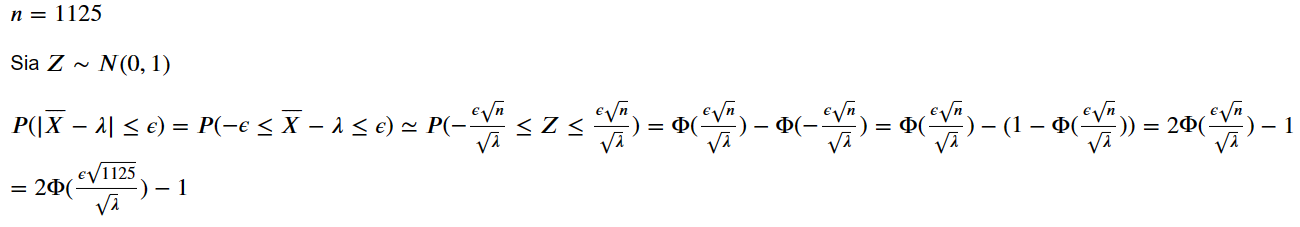 n = 1125
Sia Z ∼ N(0, 1)
P(|X̅ − λ| ≤ ϵ) = P(−ϵ ≤ X̅ − λ ≤ ϵ) ≃ P(−ϵ√n/√λ ≤ Z ≤ ϵ√n/√λ) = Φ(ϵ√n/√λ) − Φ(−ϵ√n/√λ) = Φ(ϵ√n/√λ) − (1 − Φ(ϵ√n/√λ)) = 2Φ(ϵ√n/√λ) − 1
= 2Φ(ϵ√1125/√λ) − 1